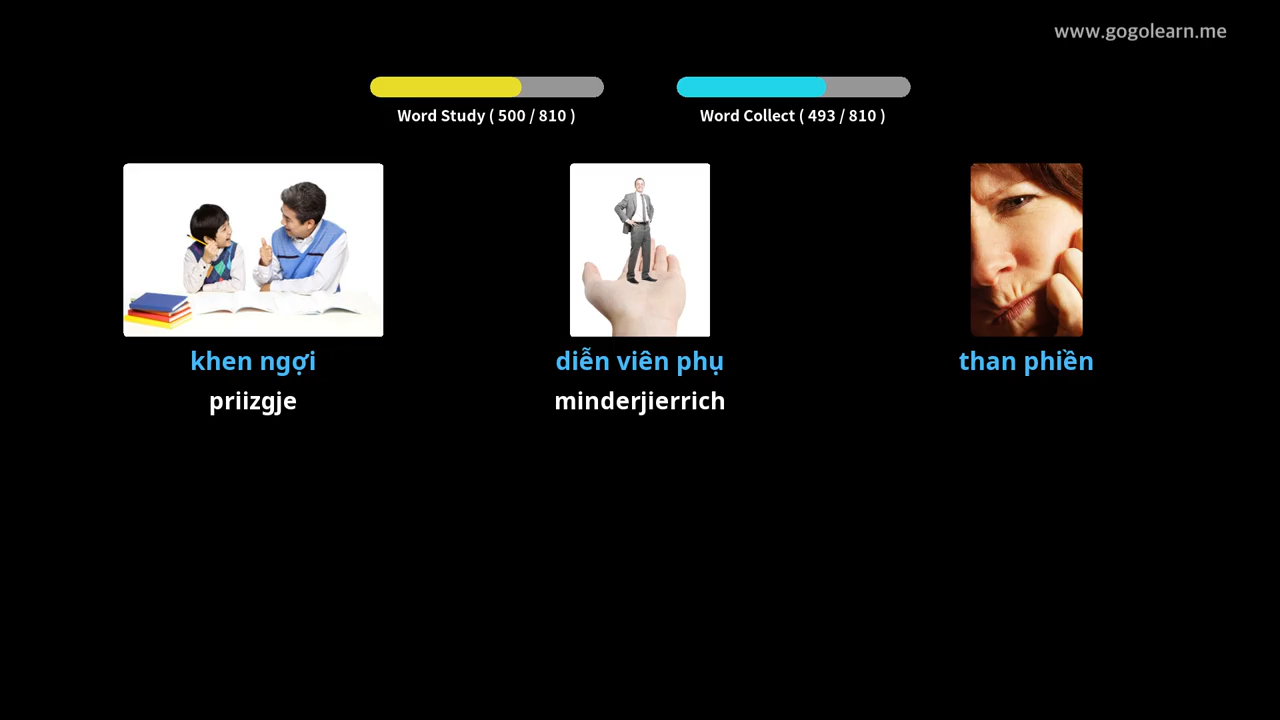 www.gogolearn.me
Word Study ( 500 / 810 )
Word Collect ( 493 / 810 )
khen ngợi
diễn viên phụ
than phiền
priizgje
minderjierrich